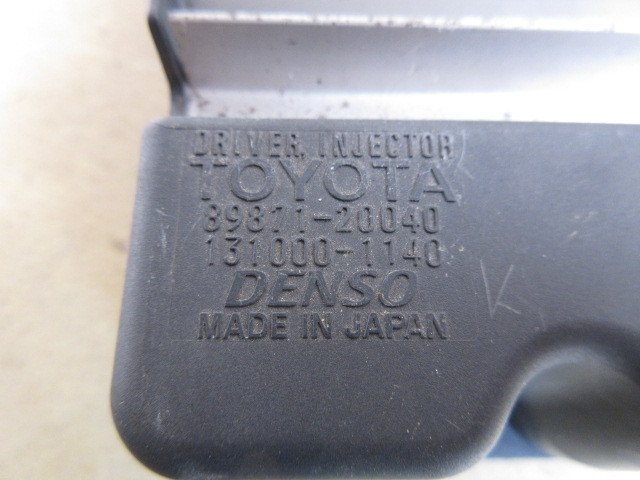 DRIVER, INJECTOR
TOYOTA
89871-20040
131000-1140
DENSO
MADE IN JAPAN
K